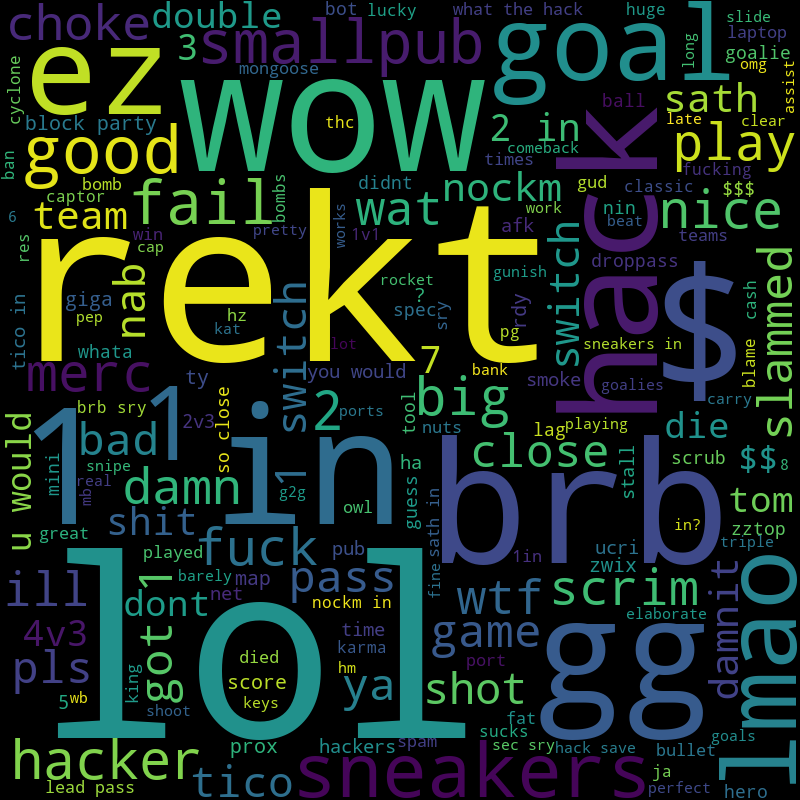 choke
double
bot
lucky
what the hack
huge
slide
laptop
goalie
3
smallpub
goal
long
omg
assist
ez
wow
mongoose
cyclone
block party
thc
2 in
comeback
times
ball
sath
late
clear
play
good
hack
fucking
ban
bomb
captor
bombs
didnt
nockm
gud
classic
$$$
nice
team
fail
wat
work
nin
beat
6
win
cap
pretty
works
1v1
afk
switch
teams
res
rekt
droppass
slammed
nab
switch
rocket
gunish
$
tico in
giga
pep
hz
kat
?
spec
sry
rdy
pg
cash
whata
lot
7
sneakers in
blame
merc
you would
bank
smoke
goalies
ty
big
carry
brb sry
1
1 in
2v3
so close
2
ports
tool
nuts
lag
playing
die
u would
bad
close
mini
snipe
real
mb
damn
1
g2g
ha
guess
stall
scrub
$$
8
owl
brb
tom
great
shit
in?
zztop
fuck
played
pub
sath in
fine
1in
ucri
zwix
triple
lol
ill
barely
map
net
pass
wtf
scrim
lmao
1
dont
nockm in
elaborate
4v3
got
time
karma
game
gg
damnit
pls
king
died
hm
port
5
wb
score
keys
ya
shot
shoot
fat
sucks
goals
hacker
prox
hackers
spam
sec sry
hack save
bullet
lead pass
tico
sneakers
ja
perfect
hero